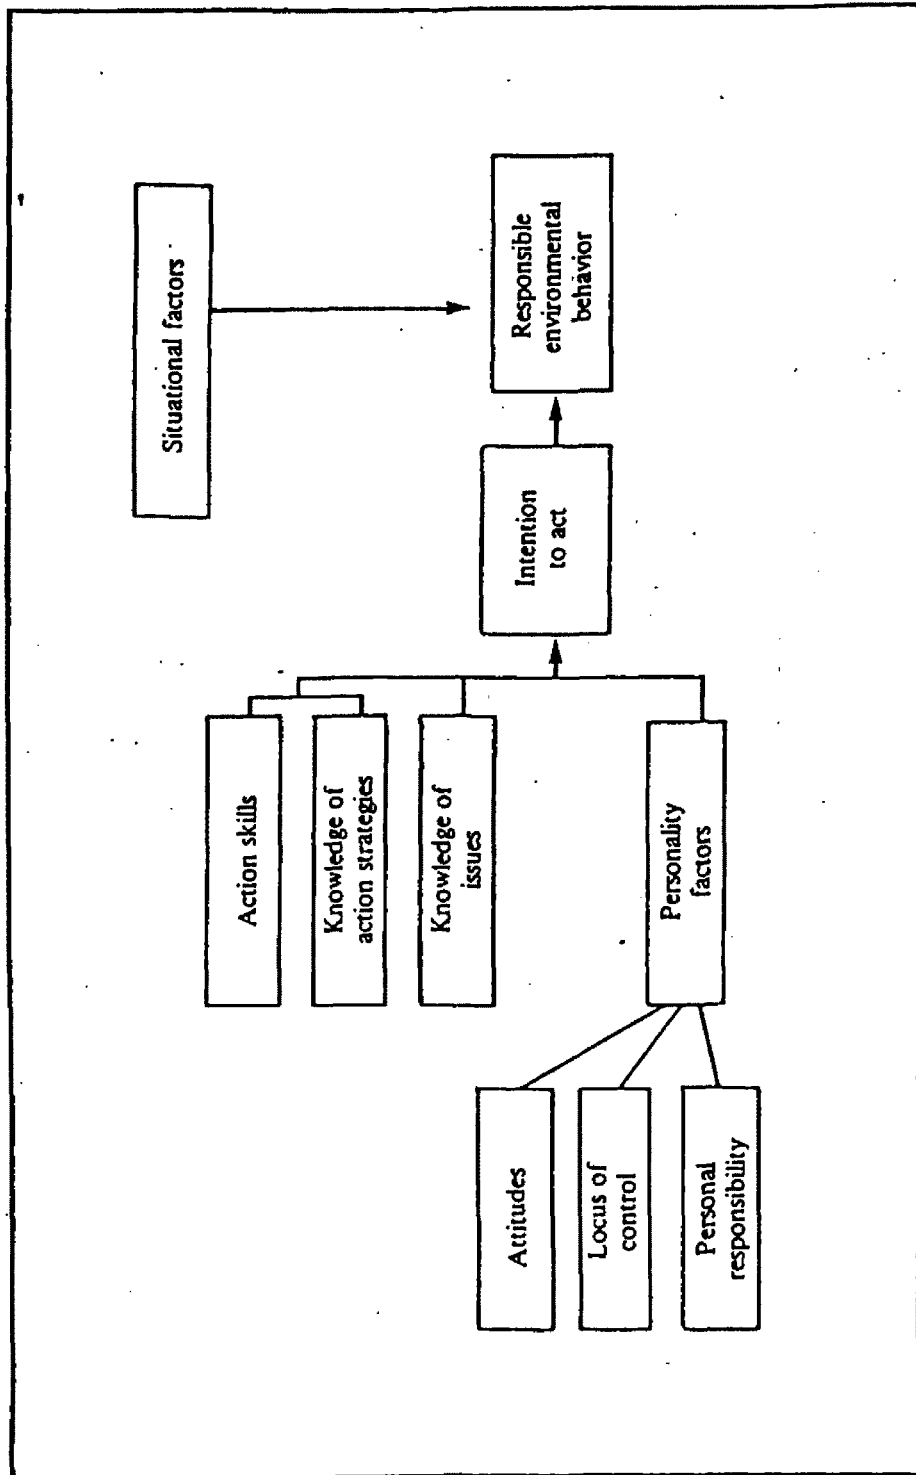 Situational factors
Action skills
Knowledge of
action strategies
Knowledge of
issues
Intention
to act
Responsible
environmental
behavior
Attitudes
Locus of
control
Personal
responsibility
Personality
factors